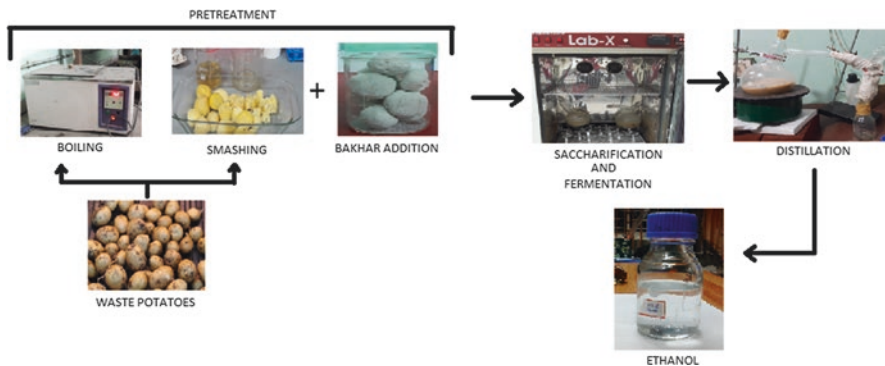 PRETREATMENT
Lab-X
+
BOILING
SMASHING
BAKHAR ADDITION
SACCHARIFICATION
AND
FERMENTATION
DISTILLATION
WASTE POTATOES
ETHANOL